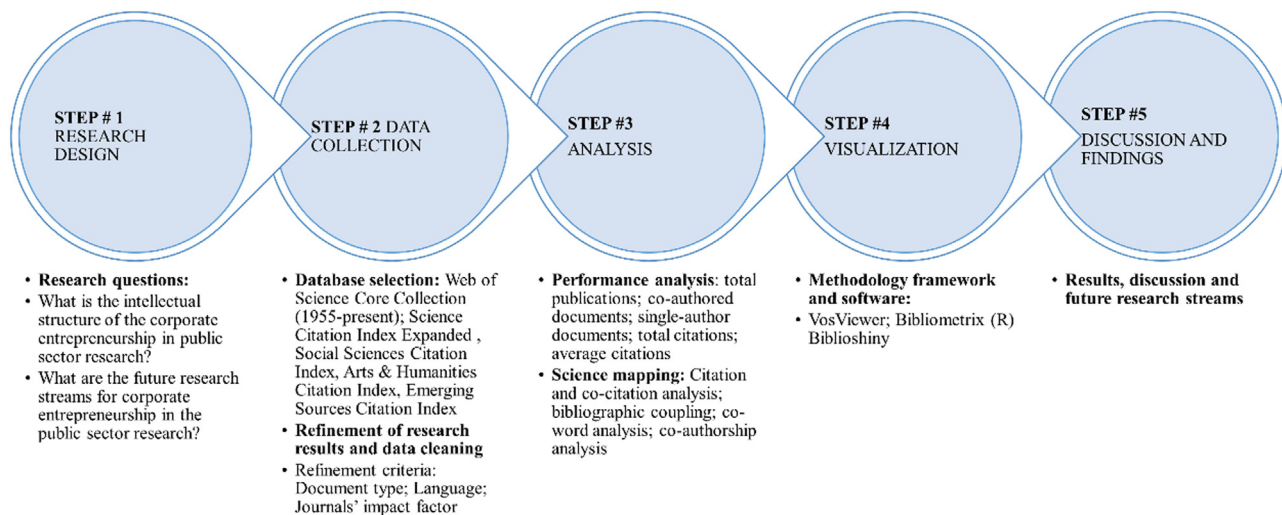 STEP # 1
RESEARCH
DESIGN
STEP # 2 DATA
COLLECTION
STEP #3
ANALYSIS
STEP #4
VISUALIZATION
STEP #5
DISCUSSION AND
FINDINGS
• Research questions:
• What is the intellectual
structure of the corporate
entrepreneurship in public
sector research?
• What are the future research
streams for corporate
entrepreneurship in the
public sector research?
• Database selection: Web of
Science Core Collection
(1955-present); Science
Citation Index Expanded ,
Social Sciences Citation
Index, Arts & Humanities
Citation Index, Emerging
Sources Citation Index
• Refinement of research
results and data cleaning
• Refinement criteria:
Document type; Language;
Journals' impact factor
• Performance analysis: total
publications; co-authored
documents; single-author
documents; total citations;
average citations
• Science mapping: Citation
and co-citation analysis;
bibliographic coupling; co-
word analysis; co-authorship
analysis
• Methodology framework
and software:
• VosViewer; Bibliometrix (R)
Biblioshiny
• Results, discussion and
future research streams